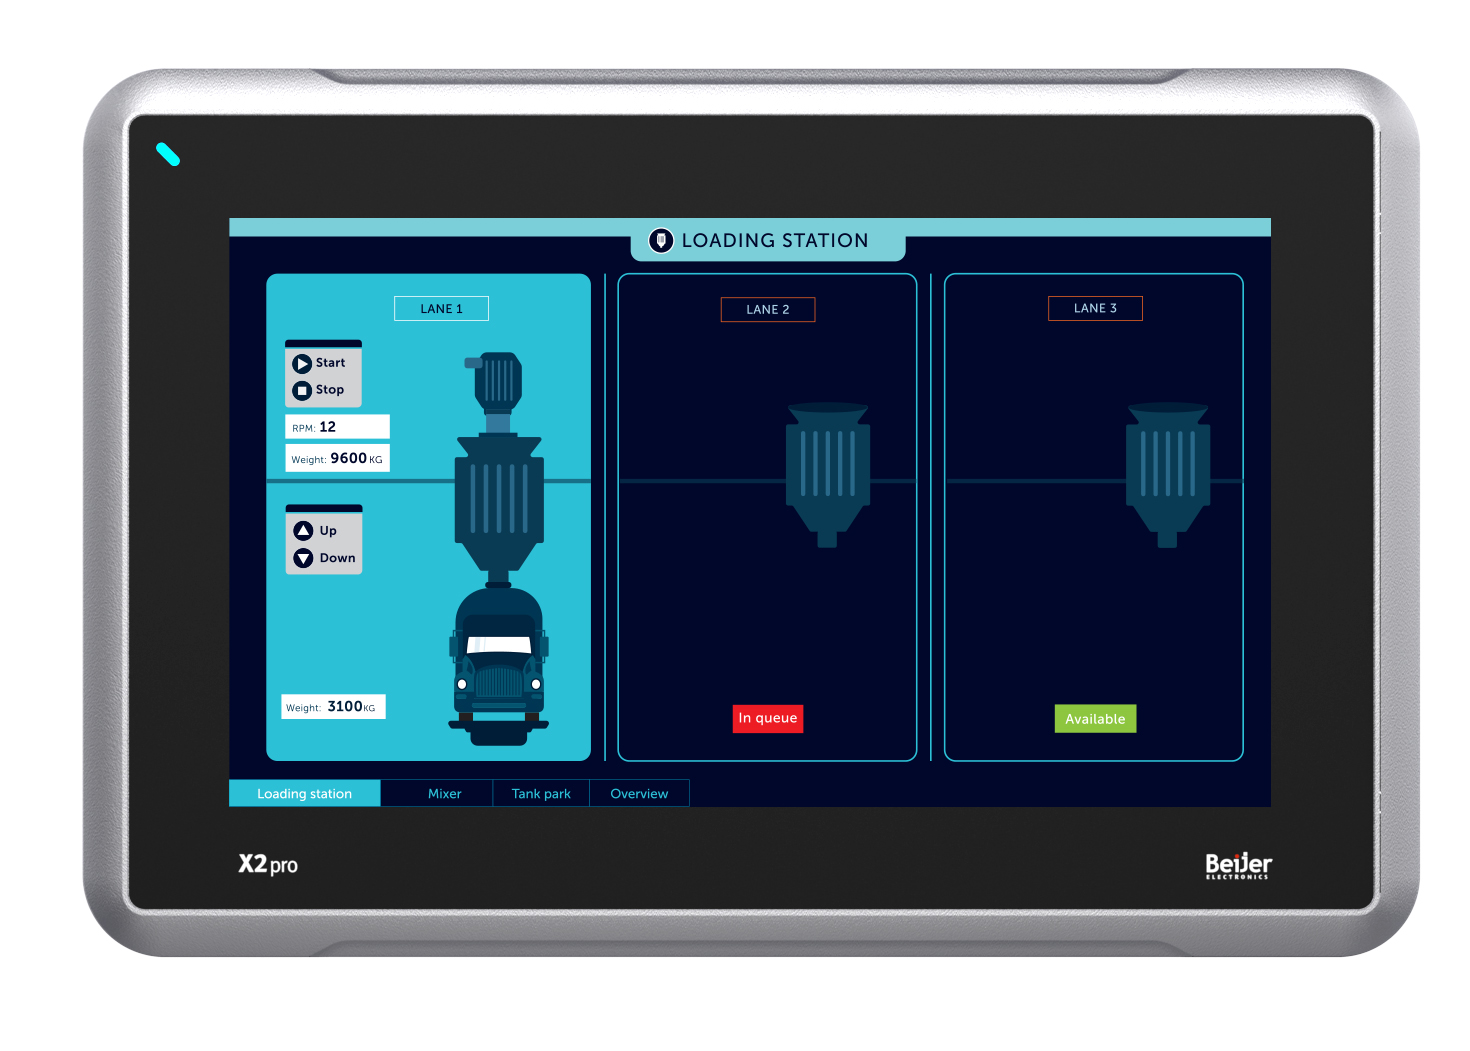 LOADING STATION
LANE 1
Start
Stop
RPM: 12
Weight: 9600 KG
Up
Down
Weight: 3100 KG
LANE 2
In queue
LANE 3
Available
Loading station
Mixer
Tank park
Overview
X2 pro
Beijer
ELECTRONICS